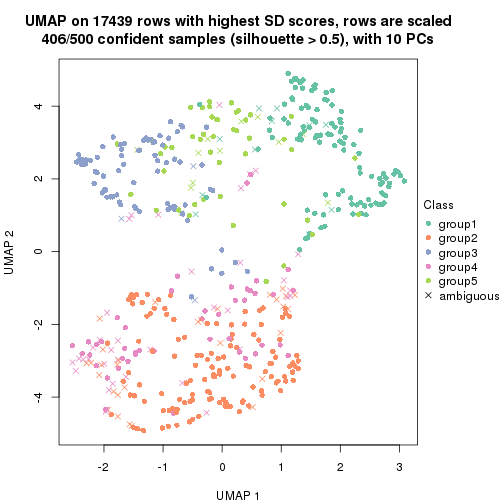 UMAP on 17439 rows with highest SD scores, rows are scaled
406/500 confident samples (silhouette > 0.5), with 10 PCs
4
2
0
-2
-4
UMAP 2
-2
-1
0
1
2
3
UMAP 1
Class
group1
group2
group3
group4
group5
ambiguous